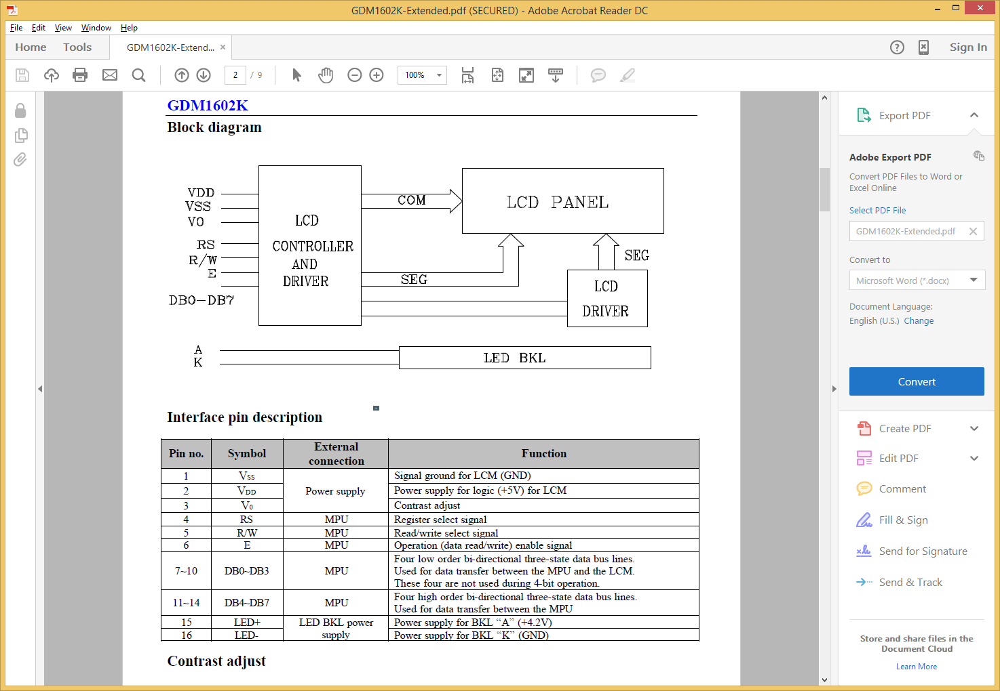 GDM1602K-Extended.pdf (SECURED) - Adobe Acrobat Reader DC
File Edit View Window Help
Home Tools GDM1602K-Extend... × Sign In
2 / 9 100%
GDM1602K
Block diagram
VDD
VSS
V0
RS
R/W
E
DB0-DB7
LCD
CONTROLLER
AND
DRIVER
COM
LCD PANEL
SEG
SEG
LCD
DRIVER
A
K
LED BKL
Interface pin description
Pin no. Symbol External connection Function
1 VSS Power supply Signal ground for LCM (GND)
2 VDD Power supply for logic (+5V) for LCM
3 V0 Contrast adjust
4 RS MPU Register select signal
5 R/W MPU Read/write select signal
6 E MPU Operation (data read/write) enable signal
7~10 DB0~DB3 MPU Four low order bi-directional three-state data bus lines.
Used for data transfer between the MPU and the LCM.
These four are not used during 4-bit operation.
11~14 DB4~DB7 MPU Four high order bi-directional three-state data bus lines.
Used for data transfer between the MPU
15 LED+ LED BKL power supply Power supply for BKL “A” (+4.2V)
16 LED- Power supply for BKL “K” (GND)
Contrast adjust
Export PDF
Adobe Export PDF
Convert PDF Files to Word or
Excel Online
Select PDF File
GDM1602K-Extended.pdf
Convert to
Microsoft Word (*.docx)
Document Language:
English (U.S.) Change
Convert
Create PDF
Edit PDF
Comment
Fill & Sign
Send for Signature
Send & Track
Store and share files in the
Document Cloud
Learn More